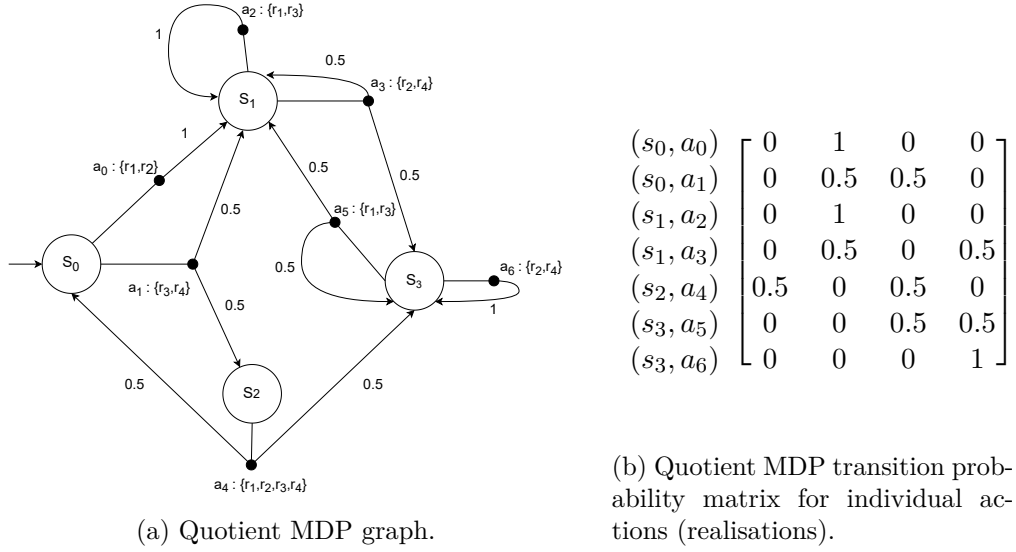 a2 : {r1,r3}
1
0.5
S1
a3 : {r2,r4}
1
a0 : {r1,r2}
0.5
0.5
a5 : {r1,r3}
0.5
S0
0.5
S3
a6 : {r2,r4}
a1 : {r3,r4}
0.5
1
S2
0.5
0.5
a4 : {r1,r2,r3,r4}
(a) Quotient MDP graph.
(s0, a0) 0 1 0 0
(s0, a1) 0 0.5 0.5 0
(s1, a2) 0 1 0 0
(s1, a3) 0 0.5 0 0.5
(s2, a4) 0.5 0 0.5 0
(s3, a5) 0 0 0.5 0.5
(s3, a6) 0 0 0 1
(b) Quotient MDP transition prob-
ability matrix for individual ac-
tions (realisations).